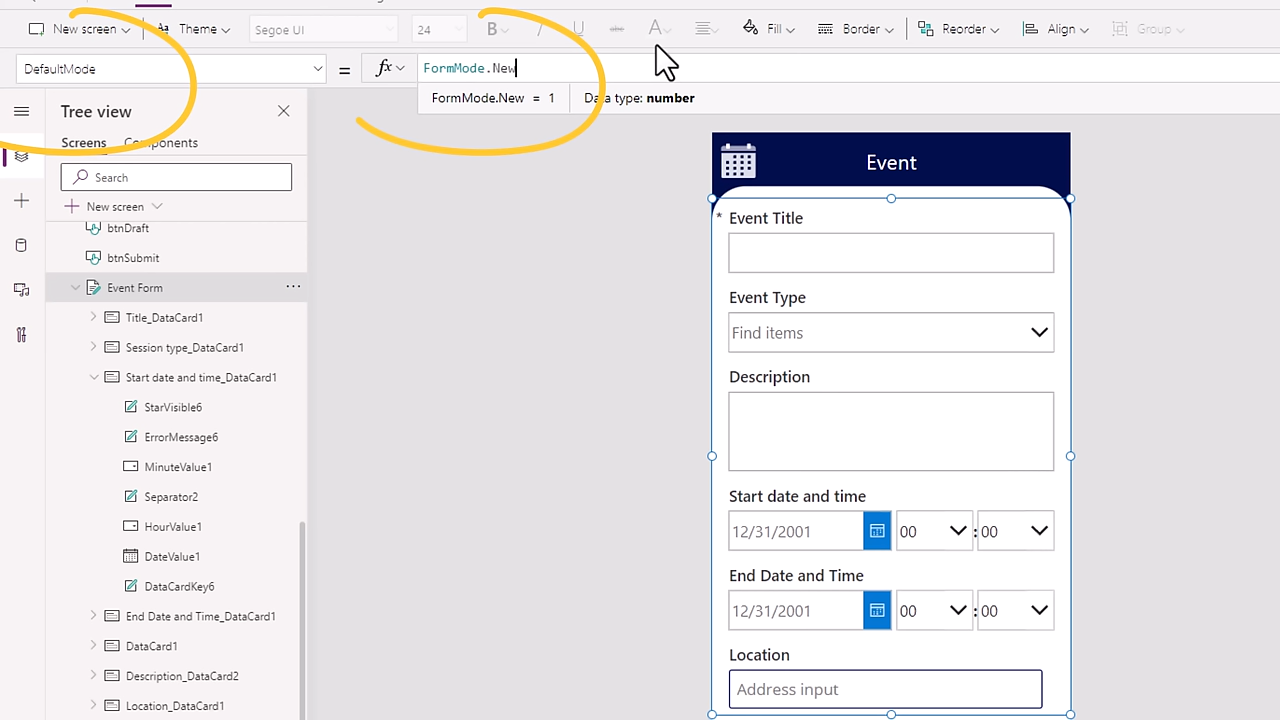 New screen
Theme
Segoe UI
24
B
I
U
abc
A
Fill
Border
Reorder
Align
Group
DefaultMode
=
fx
FormMode.New
FormMode.New = 1
Data type: number
Tree view
Screens
Components
Search
New screen
btnDraft
btnSubmit
Event Form
...
Title_DataCard1
Session type_DataCard1
Start date and time_DataCard1
StarVisible6
ErrorMessage6
MinuteValue1
Separator2
HourValue1
DateValue1
DataCardKey6
End Date and Time_DataCard1
DataCard1
Description_DataCard2
Location_DataCard1
Event
* Event Title
Event Type
Find items
Description
Start date and time
12/31/2001 00 : 00
End Date and Time
12/31/2001 00 : 00
Location
Address input